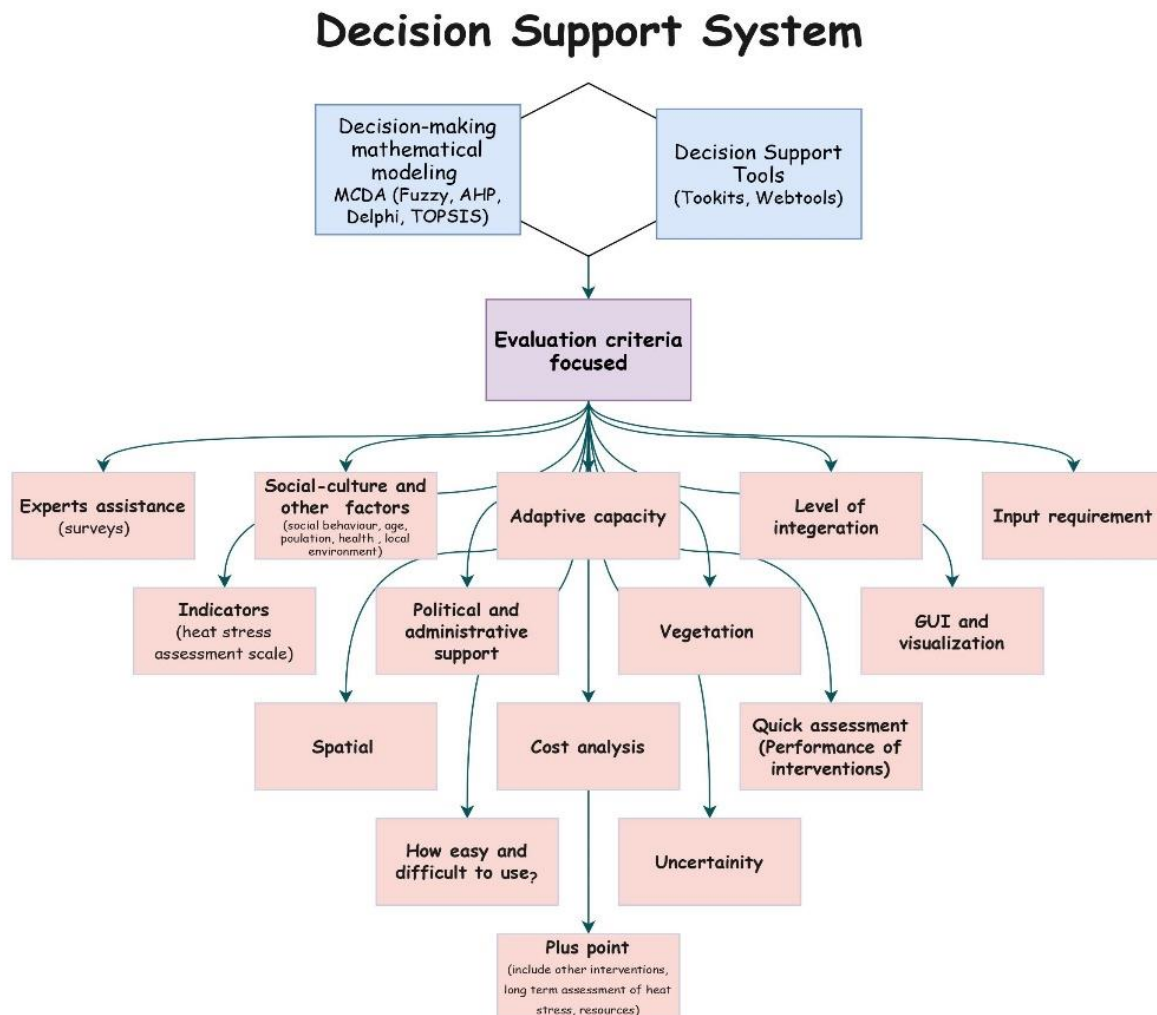 Decision Support System
Decision-making
mathematical
modeling
MCDA (Fuzzy, AHP,
Delphi, TOPSIS)
Decision Support
Tools
(Tookits, Webtools)
Evaluation criteria
focused
Experts assistance
(surveys)
Social-culture and
other factors
(social behaviour, age,
poulation, health , local
environment)
Adaptive capacity
Level of
integeration
Input requirement
Indicators
(heat stress
assessment scale)
Political and
administrative
support
Vegetation
GUI and
visualization
Spatial
Cost analysis
Quick assessment
(Performance of
interventions)
How easy and
difficult to use?
Uncertainity
Plus point
(include other interventions,
long term assessment of heat
stress, resources)